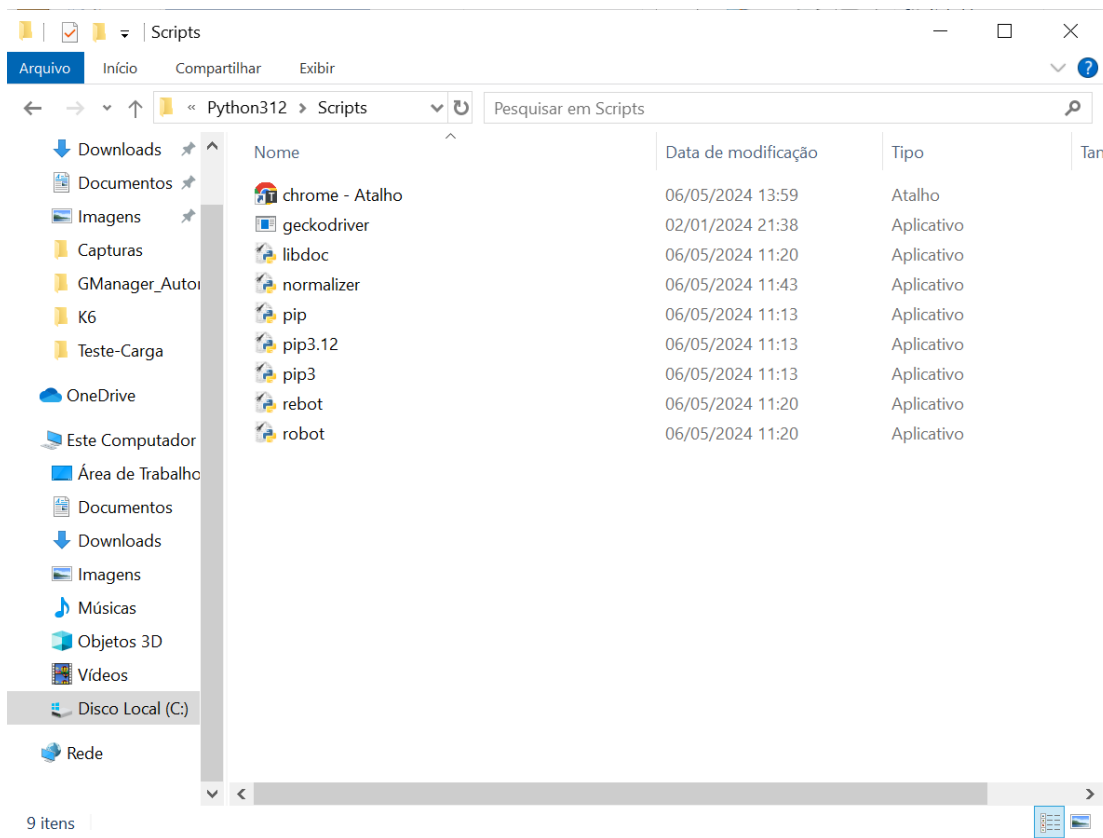 Scripts
Arquivo Início Compartilhar Exibir ?
« Python312 > Scripts Pesquisar em Scripts
Downloads
Documentos
Imagens
Capturas
GManager_Autor
K6
Teste-Carga
OneDrive
Este Computador
Área de Trabalho
Documentos
Downloads
Imagens
Músicas
Objetos 3D
Vídeos
Disco Local (C:)
Rede
Nome Data de modificação Tipo Tar
chrome - Atalho 06/05/2024 13:59 Atalho
geckodriver 02/01/2024 21:38 Aplicativo
libdoc 06/05/2024 11:20 Aplicativo
normalizer 06/05/2024 11:43 Aplicativo
pip 06/05/2024 11:13 Aplicativo
pip3.12 06/05/2024 11:13 Aplicativo
pip3 06/05/2024 11:13 Aplicativo
rebot 06/05/2024 11:20 Aplicativo
robot 06/05/2024 11:20 Aplicativo
9 itens